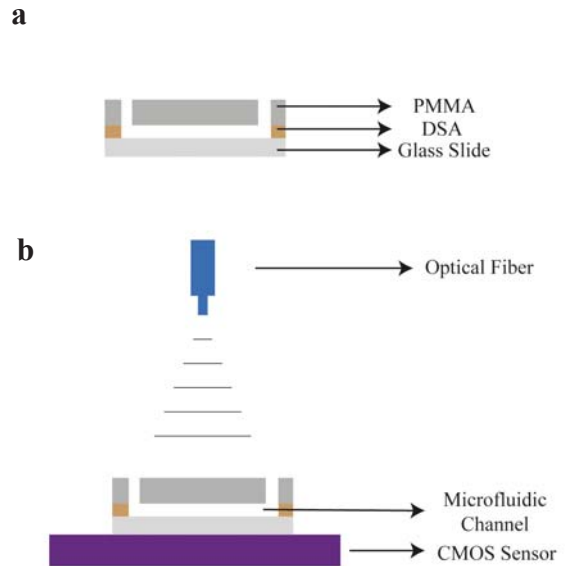 a
PMMA
DSA
Glass Slide
b
Optical Fiber
Microfluidic
Channel
CMOS Sensor